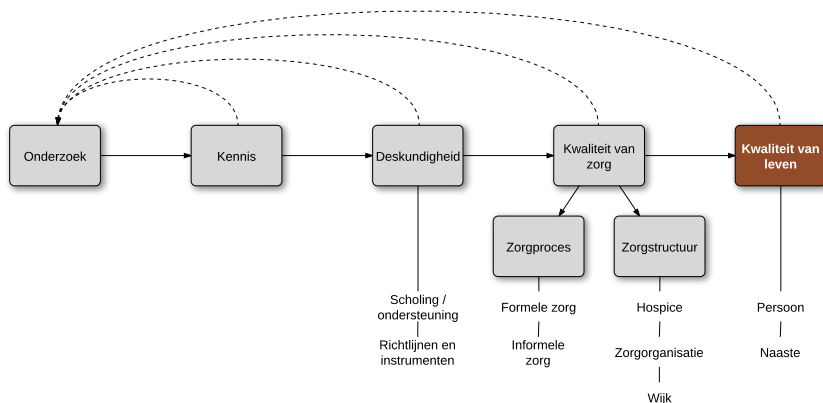 Onderzoek
Kennis
Deskundigheid
Kwaliteit van
zorg
Kwaliteit van
leven
Zorgproces
Zorgstructuur
Scholing /
ondersteuning
Richtlijnen en
instrumenten
Formele zorg
Informele
zorg
Hospice
Zorgorganisatie
Wijk
Persoon
Naaste